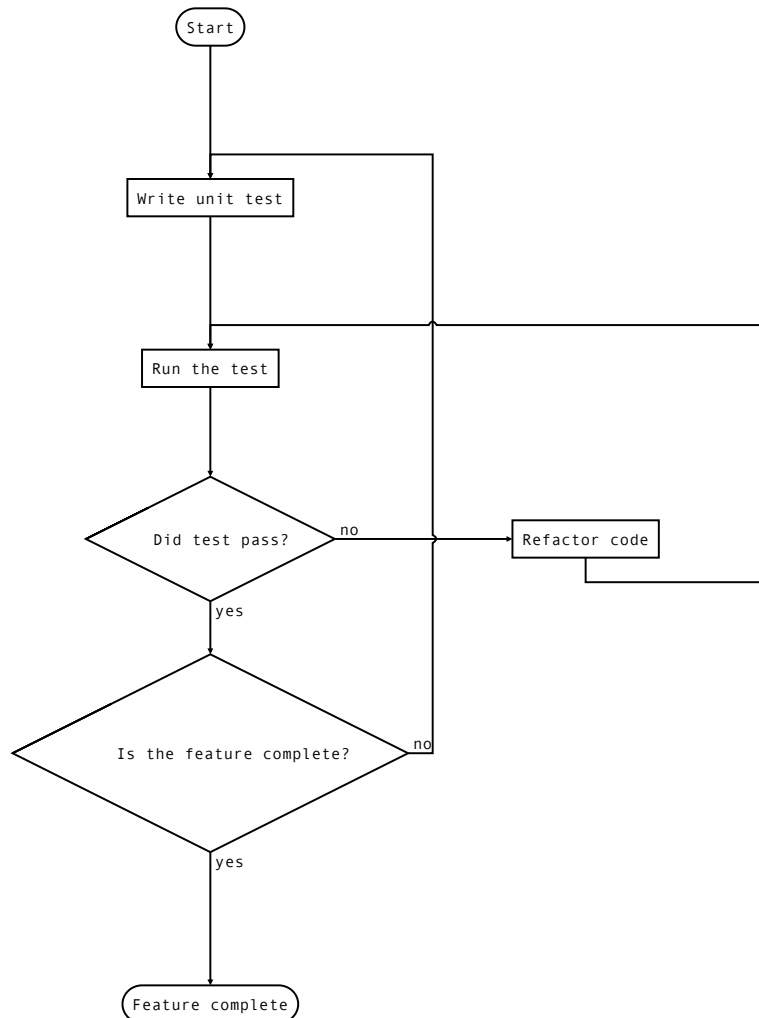 Start
Write unit test
Run the test
Did test pass?
no
Refactor code
yes
Is the feature complete?
no
yes
Feature complete